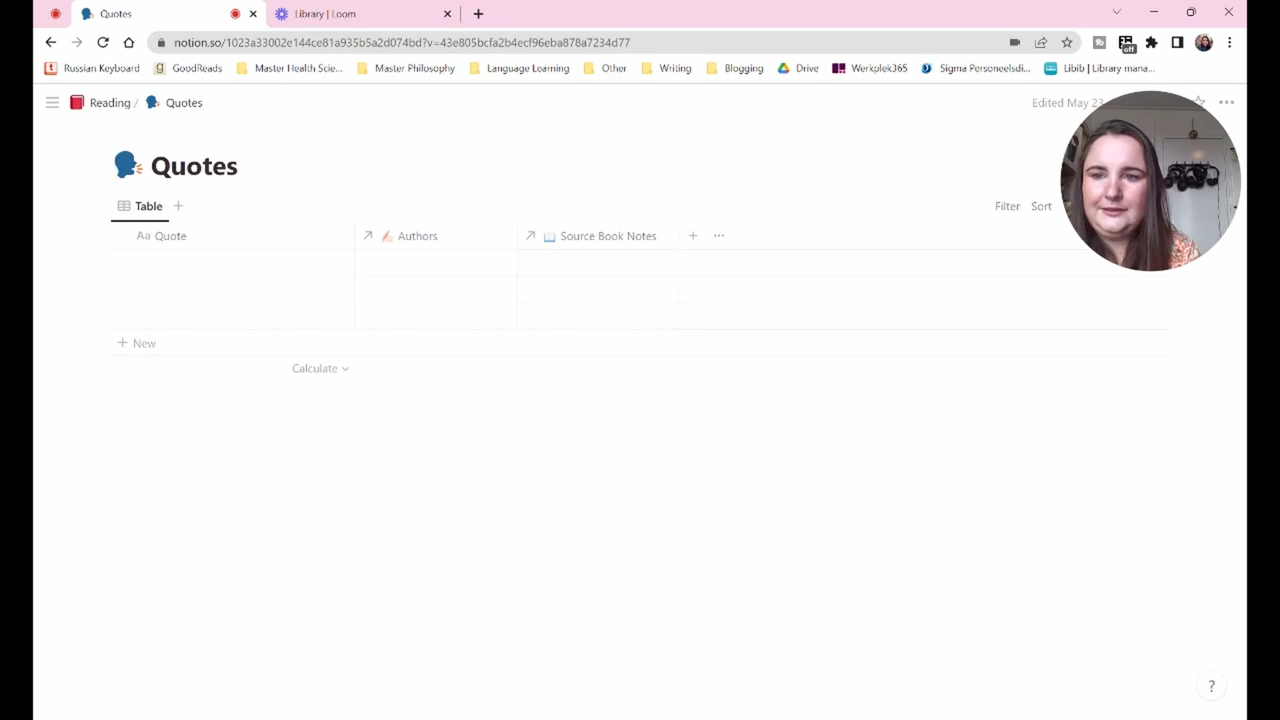 Quotes
Library | Loom
notion.so/1023a33002e144ce81a935b5a2d074bd?v=43e805bcfa2b4ecf96eba878a7234d77
off
Russian Keyboard GoodReads Master Health Scie... Master Philosop... Language Learning Other Writing Blogging Drive Werkplek365 Sigma Personeelsdi... Libib | Library mana...
Reading / Quotes
Edited May 23
Quotes
Table
Filter Sort
Aa Quote Authors Source Book Notes
+ New
Calculate
?